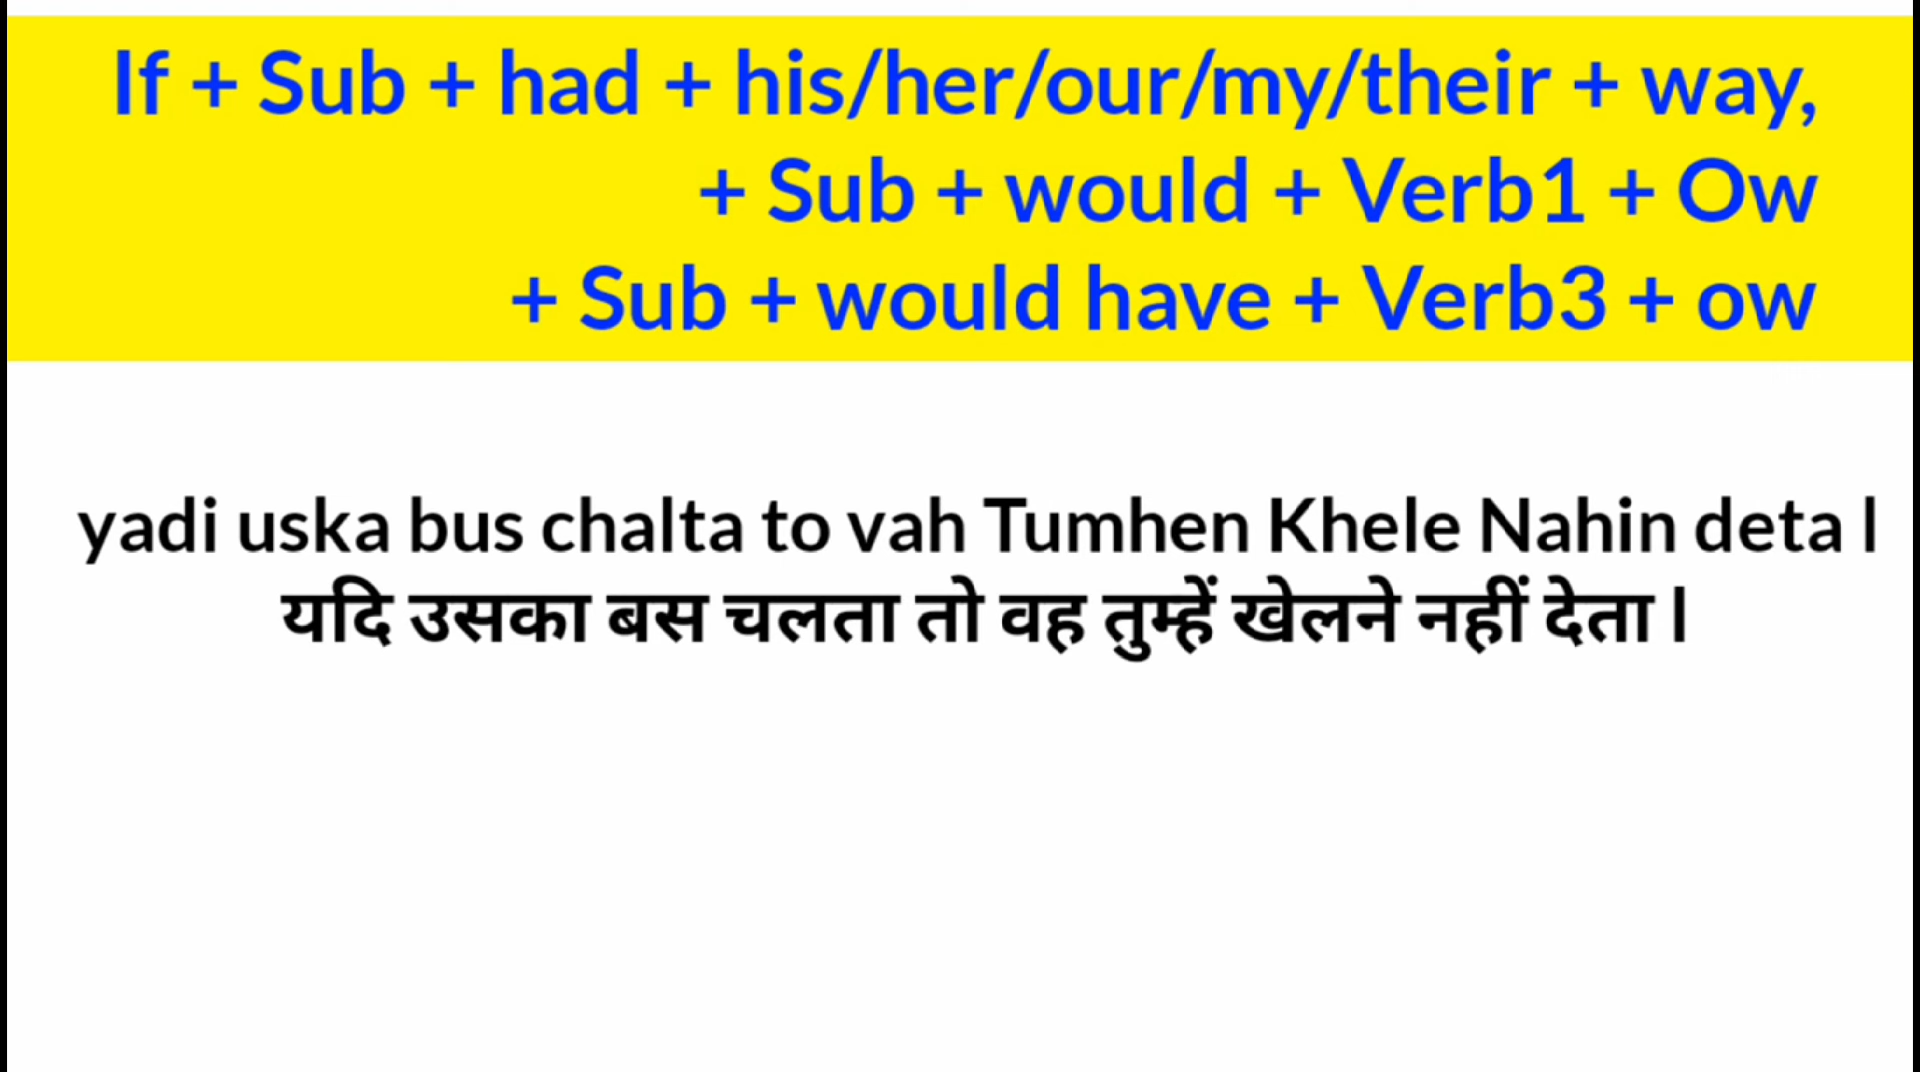 If + Sub + had + his/her/our/my/their + way,
+ Sub + would + Verb1 + Ow
+ Sub + would have + Verb3 + ow
yadi uska bus chalta to vah Tumhen Khele Nahin deta l
यदि उसका बस चलता तो वह तुम्हें खेलने नहीं देता l